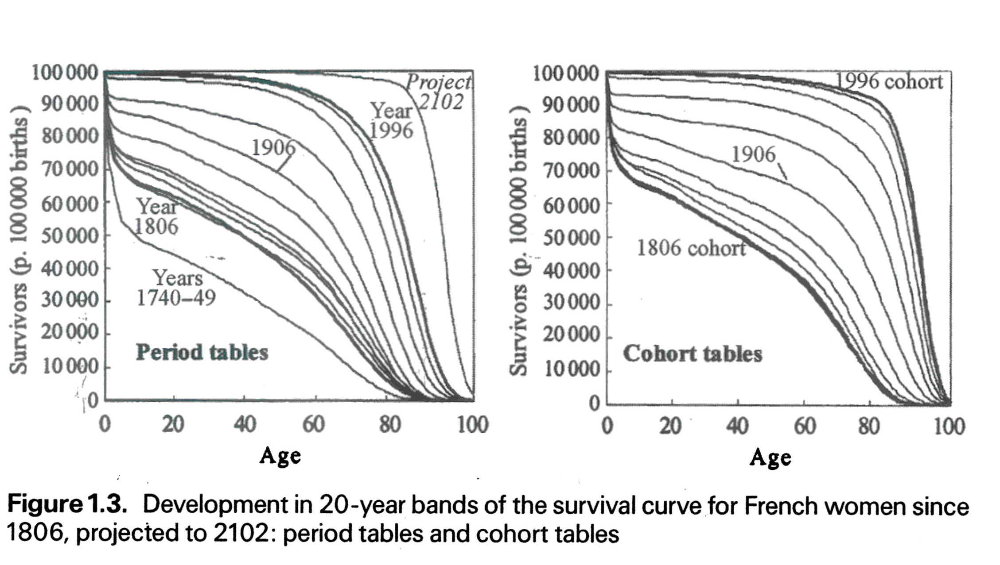 Survivors (p. 100 000 births)
100 000
90 000
80 000
70 000
60 000
50 000
40 000
30 000
20 000
10 000
0
Project.
2102
Year
1996
1906
Year
1806
Years
1740–49
Period tables
0 20 40 60 80 100
Age
Survivors (p. 100 000 births)
100 000
90 000
80 000
70 000
60 000
50 000
40 000
30 000
20 000
10 000
0
1996 cohort
1906
1806 cohort
Cohort tables
0 20 40 60 80 100
Age
Figure 1.3. Development in 20-year bands of the survival curve for French women since
1806, projected to 2102: period tables and cohort tables